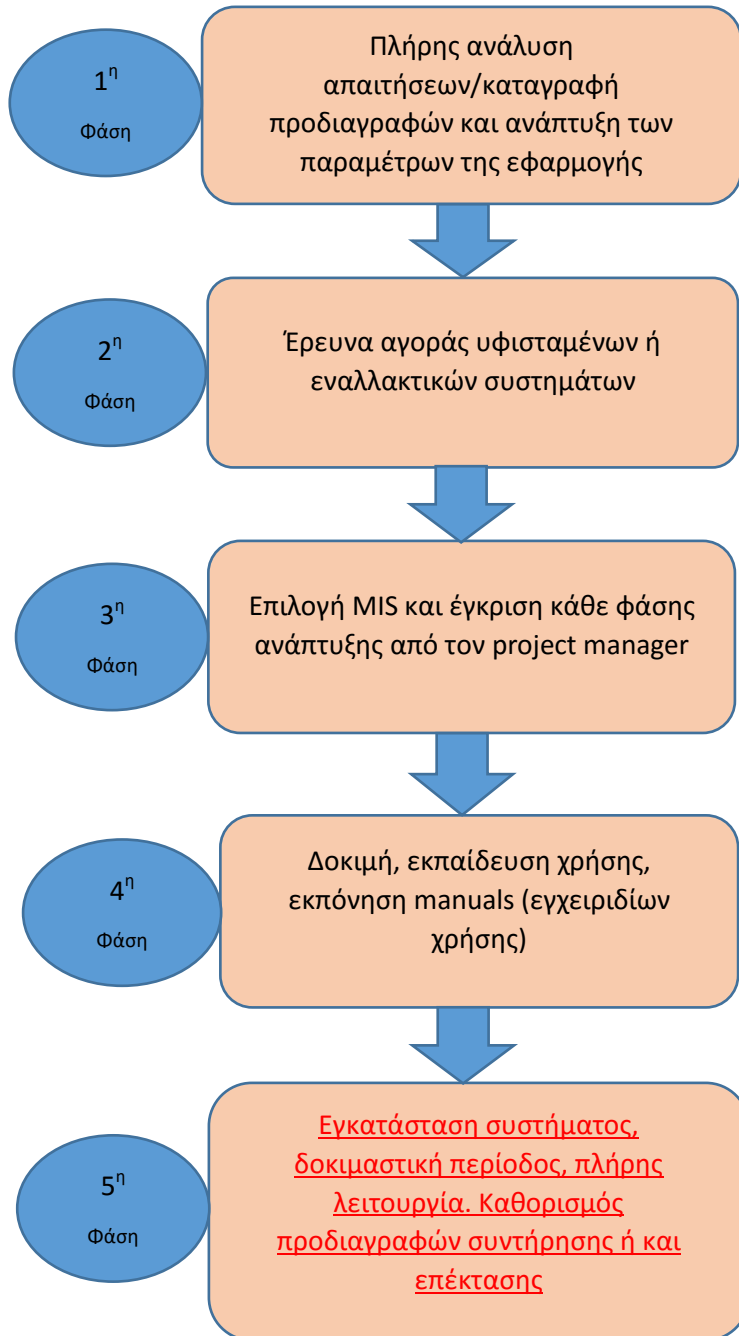 1η
Φάση
Πλήρης ανάλυση
απαιτήσεων/καταγραφή
προδιαγραφών και ανάπτυξη των
παραμέτρων της εφαρμογής
2η
Φάση
Έρευνα αγοράς υφισταμένων ή
εναλλακτικών συστημάτων
3η
Φάση
Επιλογή MIS και έγκριση κάθε φάσης
ανάπτυξης από τον project manager
4η
Φάση
Δοκιμή, εκπαίδευση χρήσης,
εκπόνηση manuals (εγχειριδίων
χρήσης)
5η
Φάση
Εγκατάσταση συστήματος,
δοκιμαστική περίοδος, πλήρης
λειτουργία. Καθορισμός
προδιαγραφών συντήρησης ή και
επέκτασης